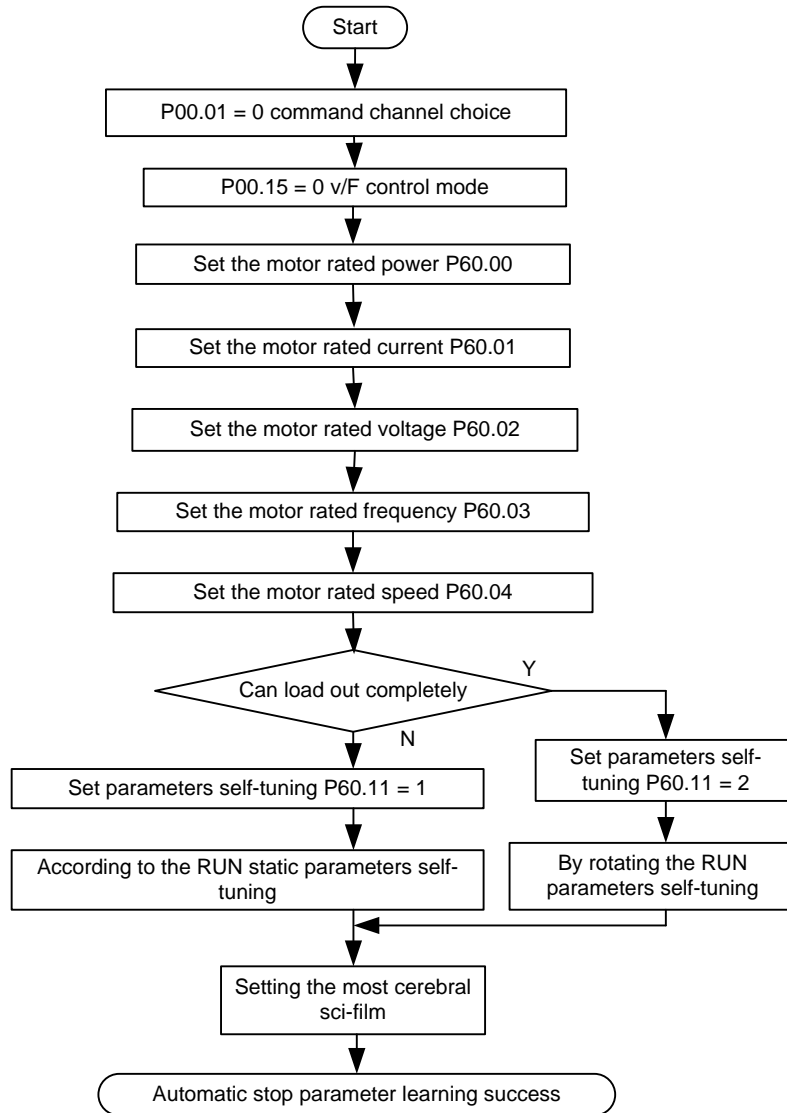 Start
P00.01 = 0 command channel choice
P00.15 = 0 v/F control mode
Set the motor rated power P60.00
Set the motor rated current P60.01
Set the motor rated voltage P60.02
Set the motor rated frequency P60.03
Set the motor rated speed P60.04
Can load out completely
Y
N
Set parameters self-tuning P60.11 = 1
According to the RUN static parameters self-
tuning
Set parameters self-
tuning P60.11 = 2
By rotating the RUN
parameters self-tuning
Setting the most cerebral
sci-film
Automatic stop parameter learning success